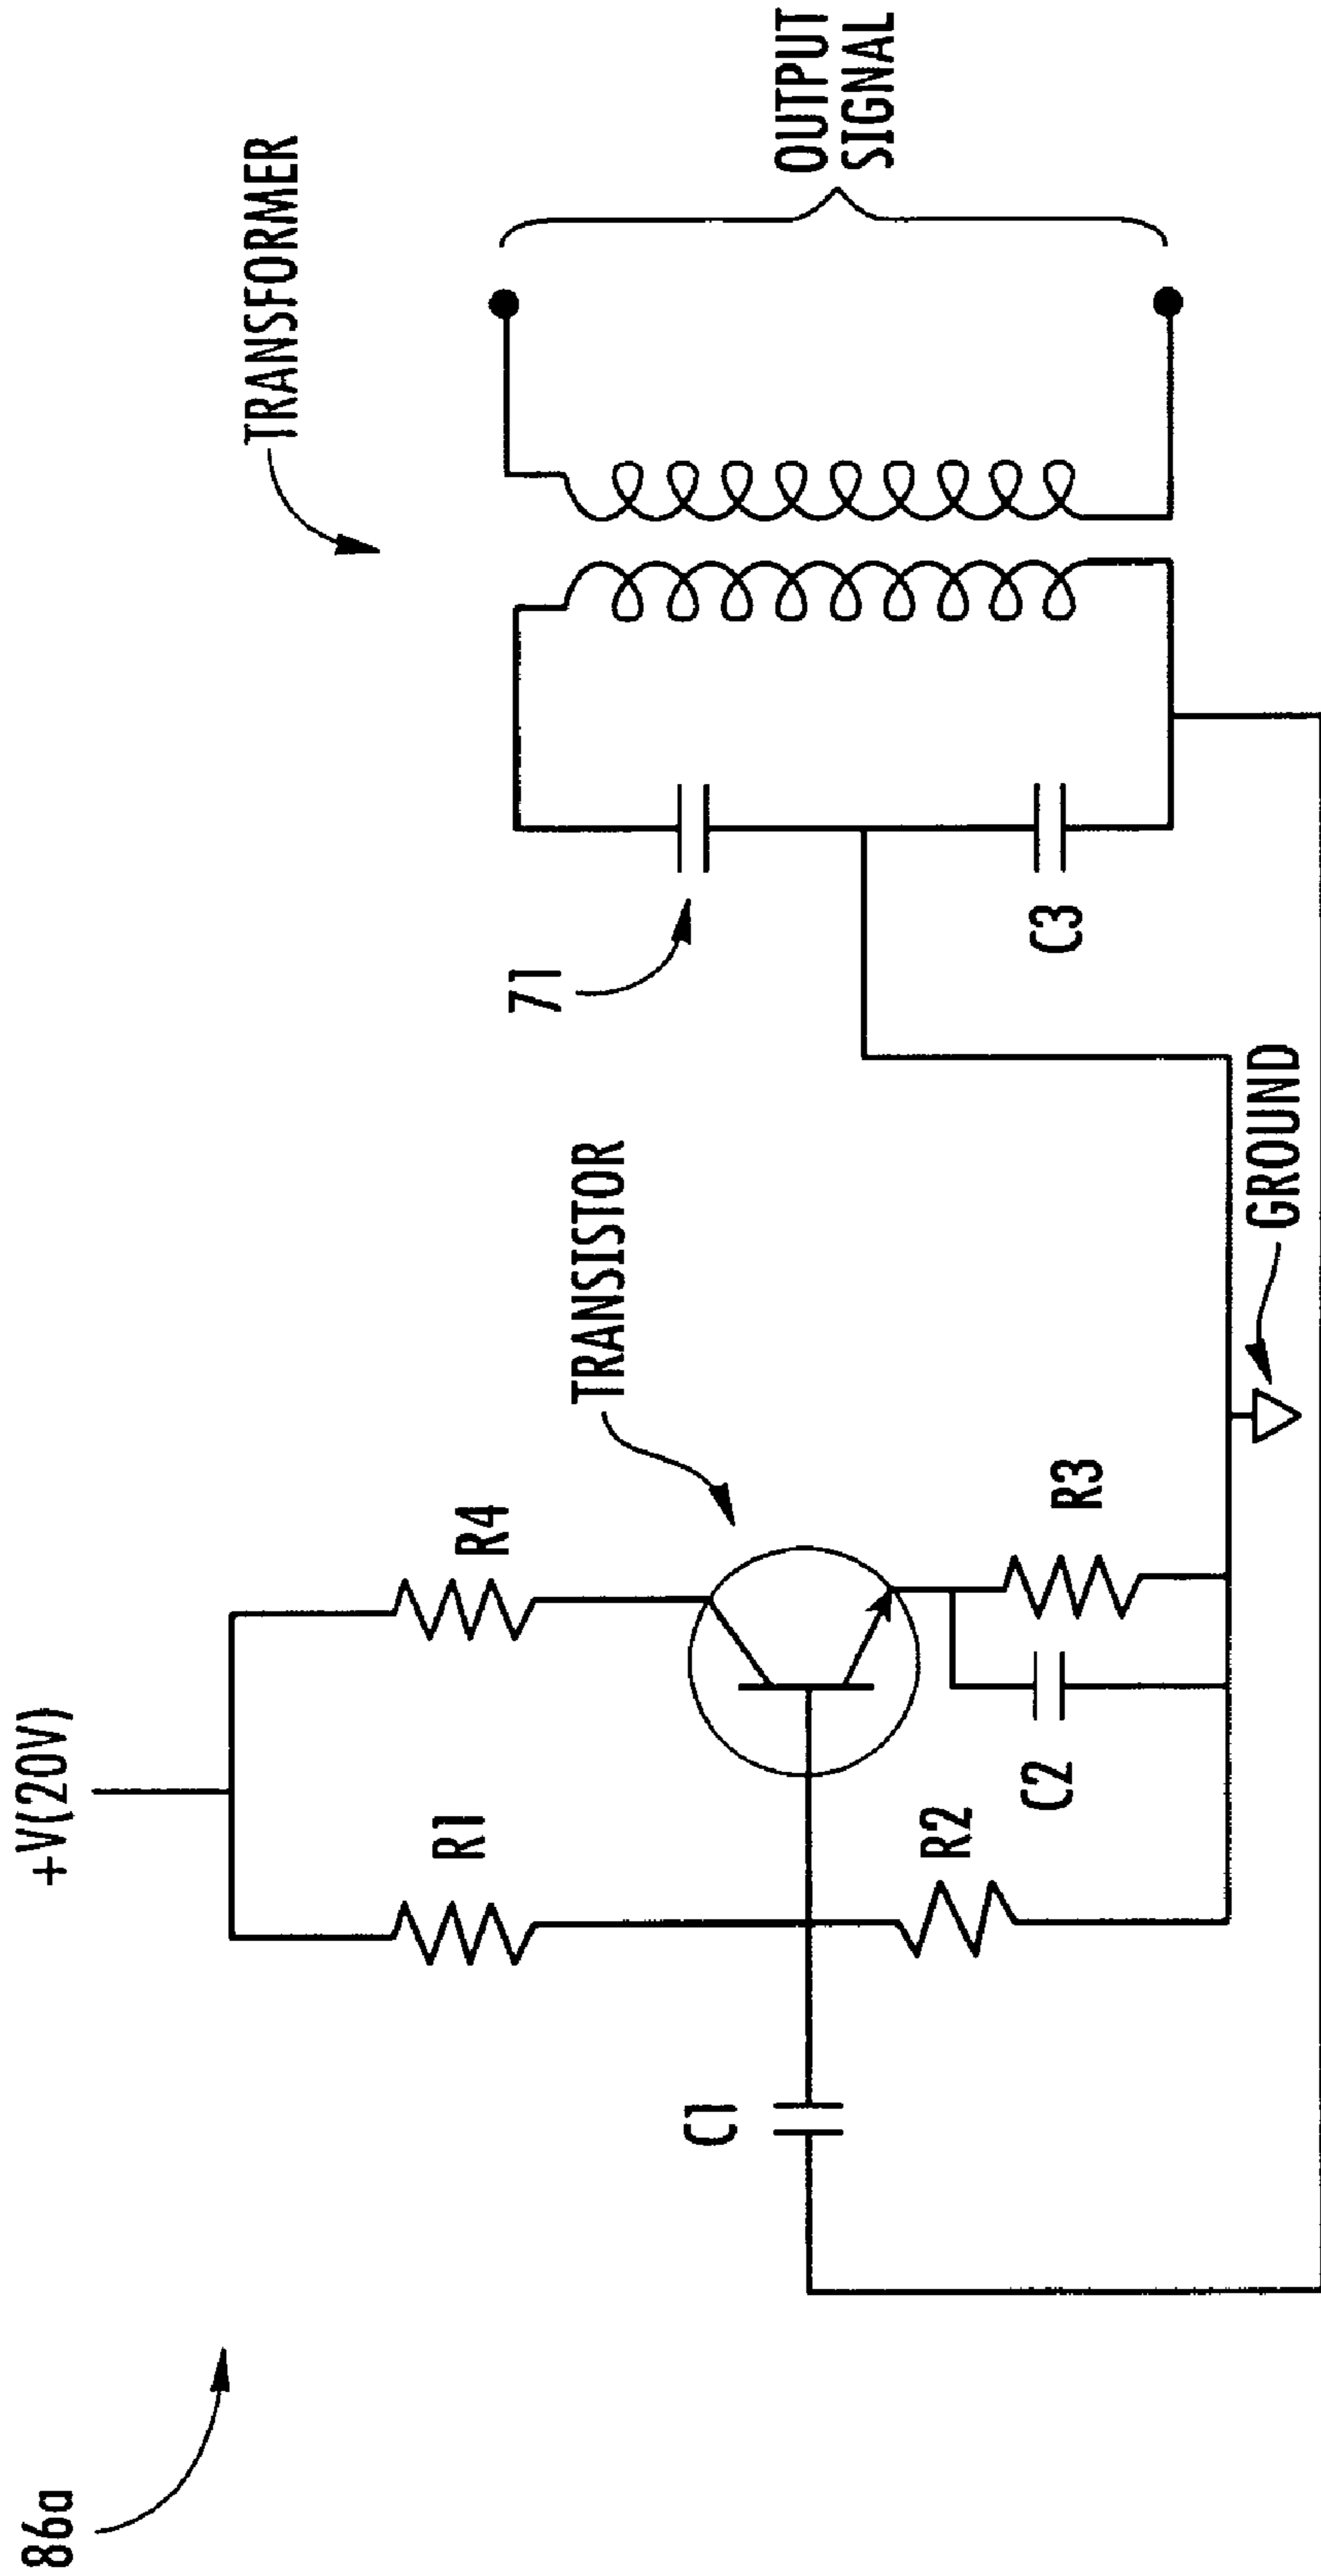 86a
+V(20V)
R1
R4
TRANSISTOR
C1
R2
C2
R3
GROUND
71
C3
TRANSFORMER
OUTPUT
SIGNAL